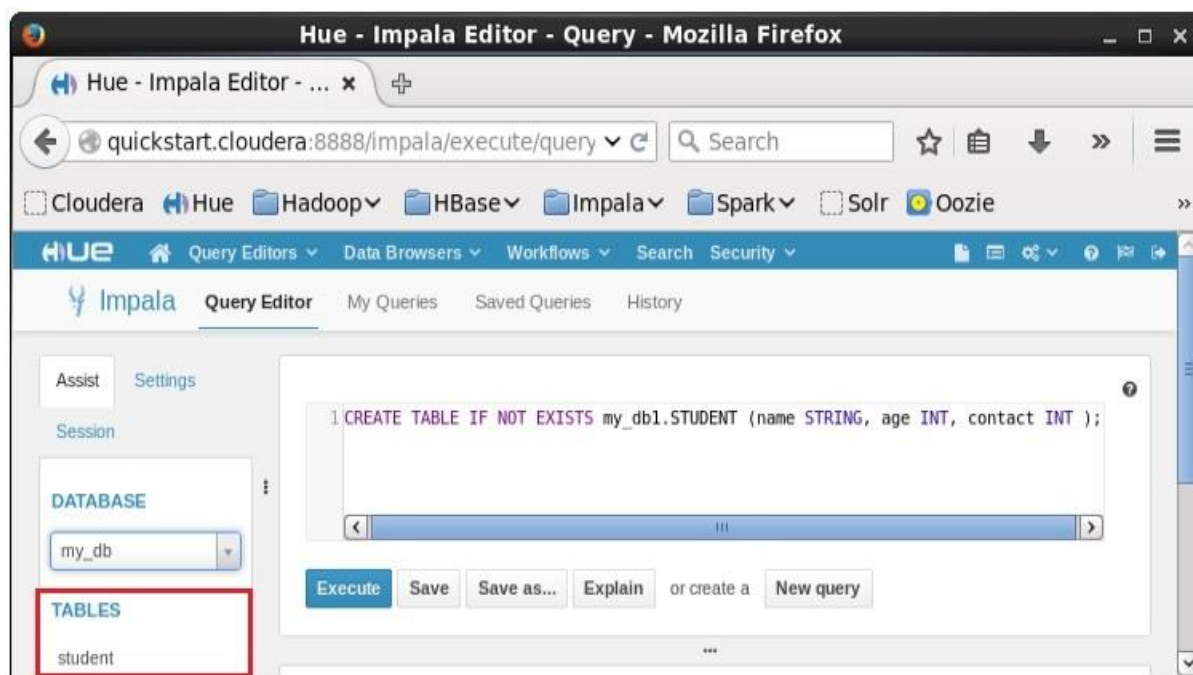 Hue - Impala Editor - Query - Mozilla Firefox
Hue - Impala Editor - ...
quickstart.cloudera:8888/impala/execute/query
Search
Cloudera Hue Hadoop HBase Impala Spark Solr Oozie »
HUE Query Editors Data Browsers Workflows Search Security
Impala Query Editor My Queries Saved Queries History
Assist Settings
Session
1 CREATE TABLE IF NOT EXISTS my_db1.STUDENT (name STRING, age INT, contact INT );
DATABASE
my_db
Execute Save Save as... Explain or create a New query
TABLES
student
...